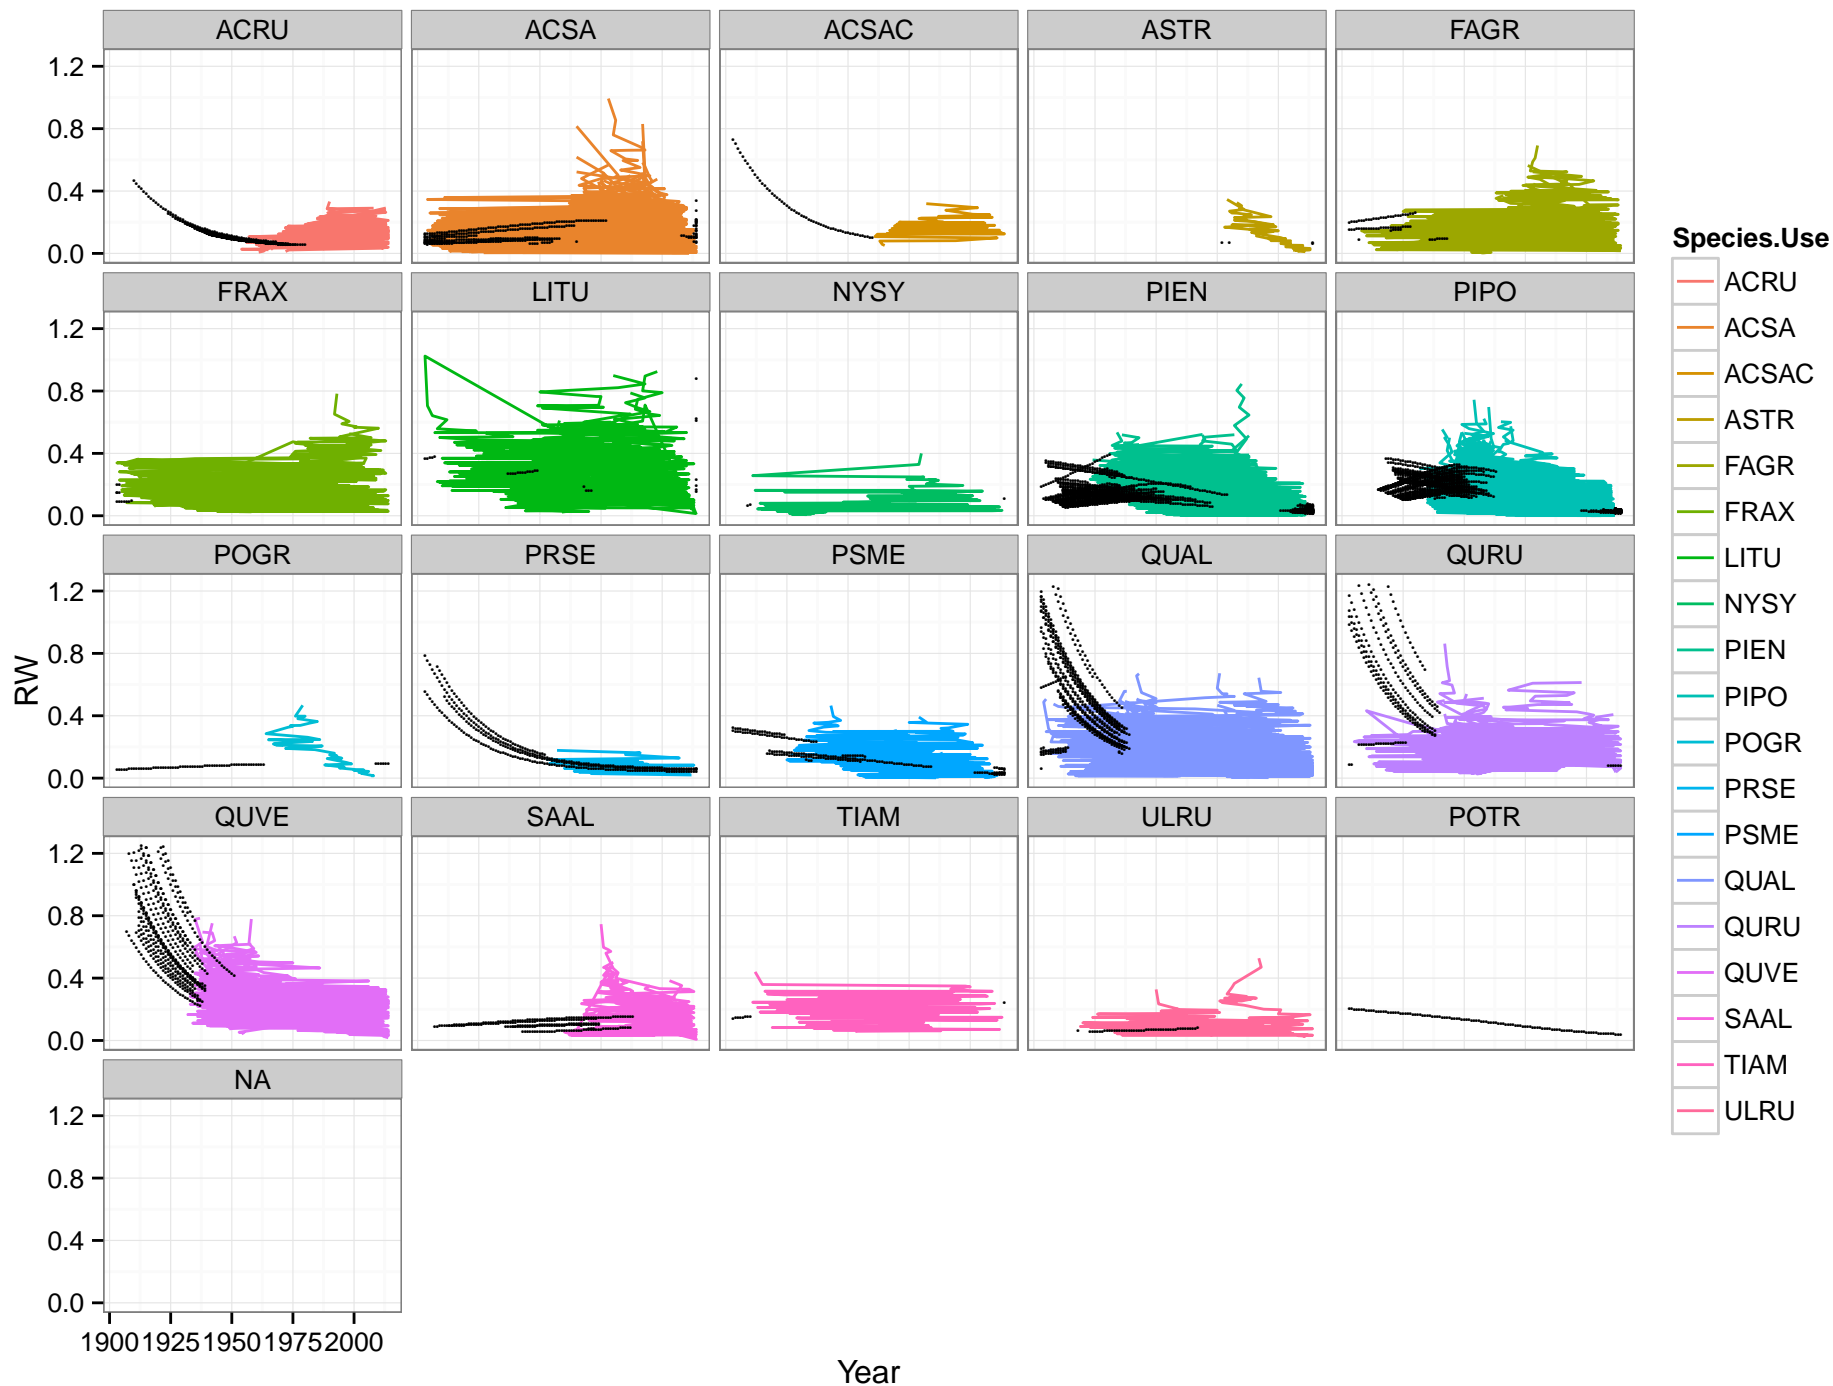 ACRU ACSA ACSAC ASTR FAGR
1.2
0.8
0.4
0.0
FRAX LITU NYSY PIEN PIPO
1.2
0.8
0.4
0.0
POGR PRSE PSME QUAL QURU
1.2
0.8
0.4
0.0
QUVE SAAL TIAM ULRU POTR
1.2
0.8
0.4
0.0
NA
1.2
0.8
0.4
0.0
1900 1925 1950 1975 2000
RW
Year
Species.Use
ACRU
ACSA
ACSAC
ASTR
FAGR
FRAX
LITU
NYSY
PIEN
PIPO
POGR
PRSE
PSME
QUAL
QURU
QUVE
SAAL
TIAM
ULRU